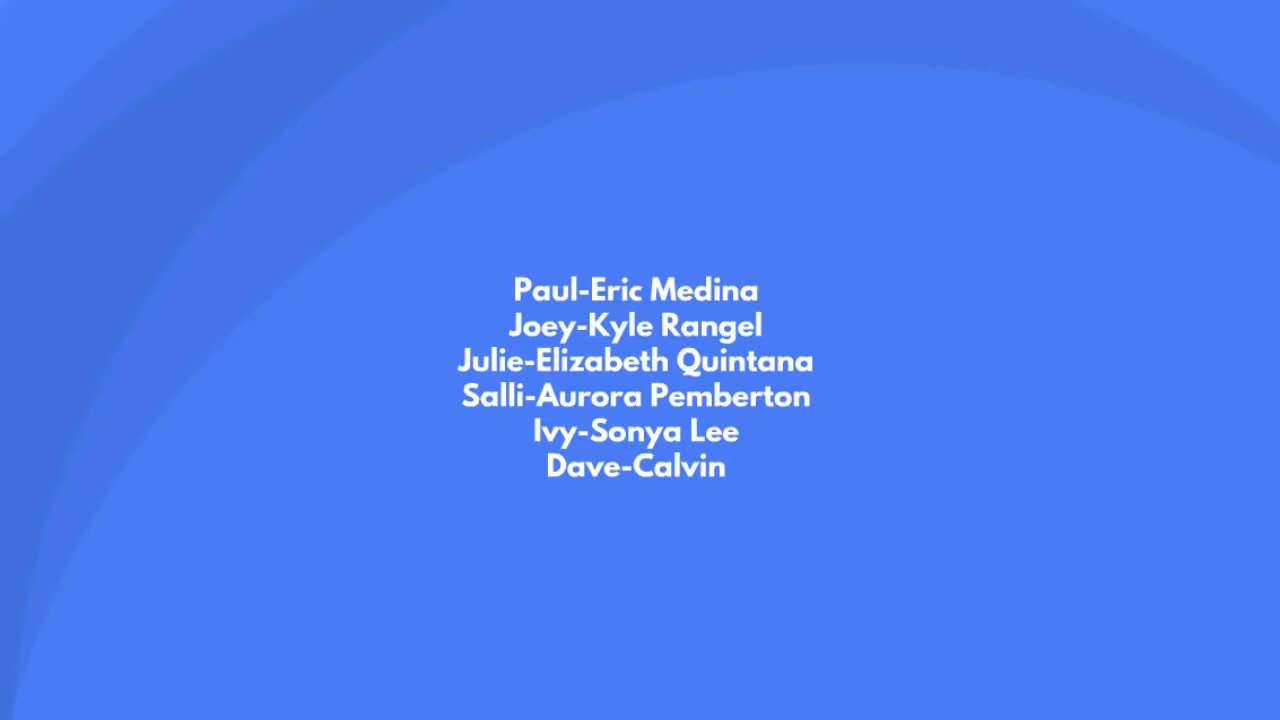 Paul-Eric Medina
Joey-Kyle Rangel
Julie-Elizabeth Quintana
Salli-Aurora Pemberton
Ivy-Sonya Lee
Dave-Calvin